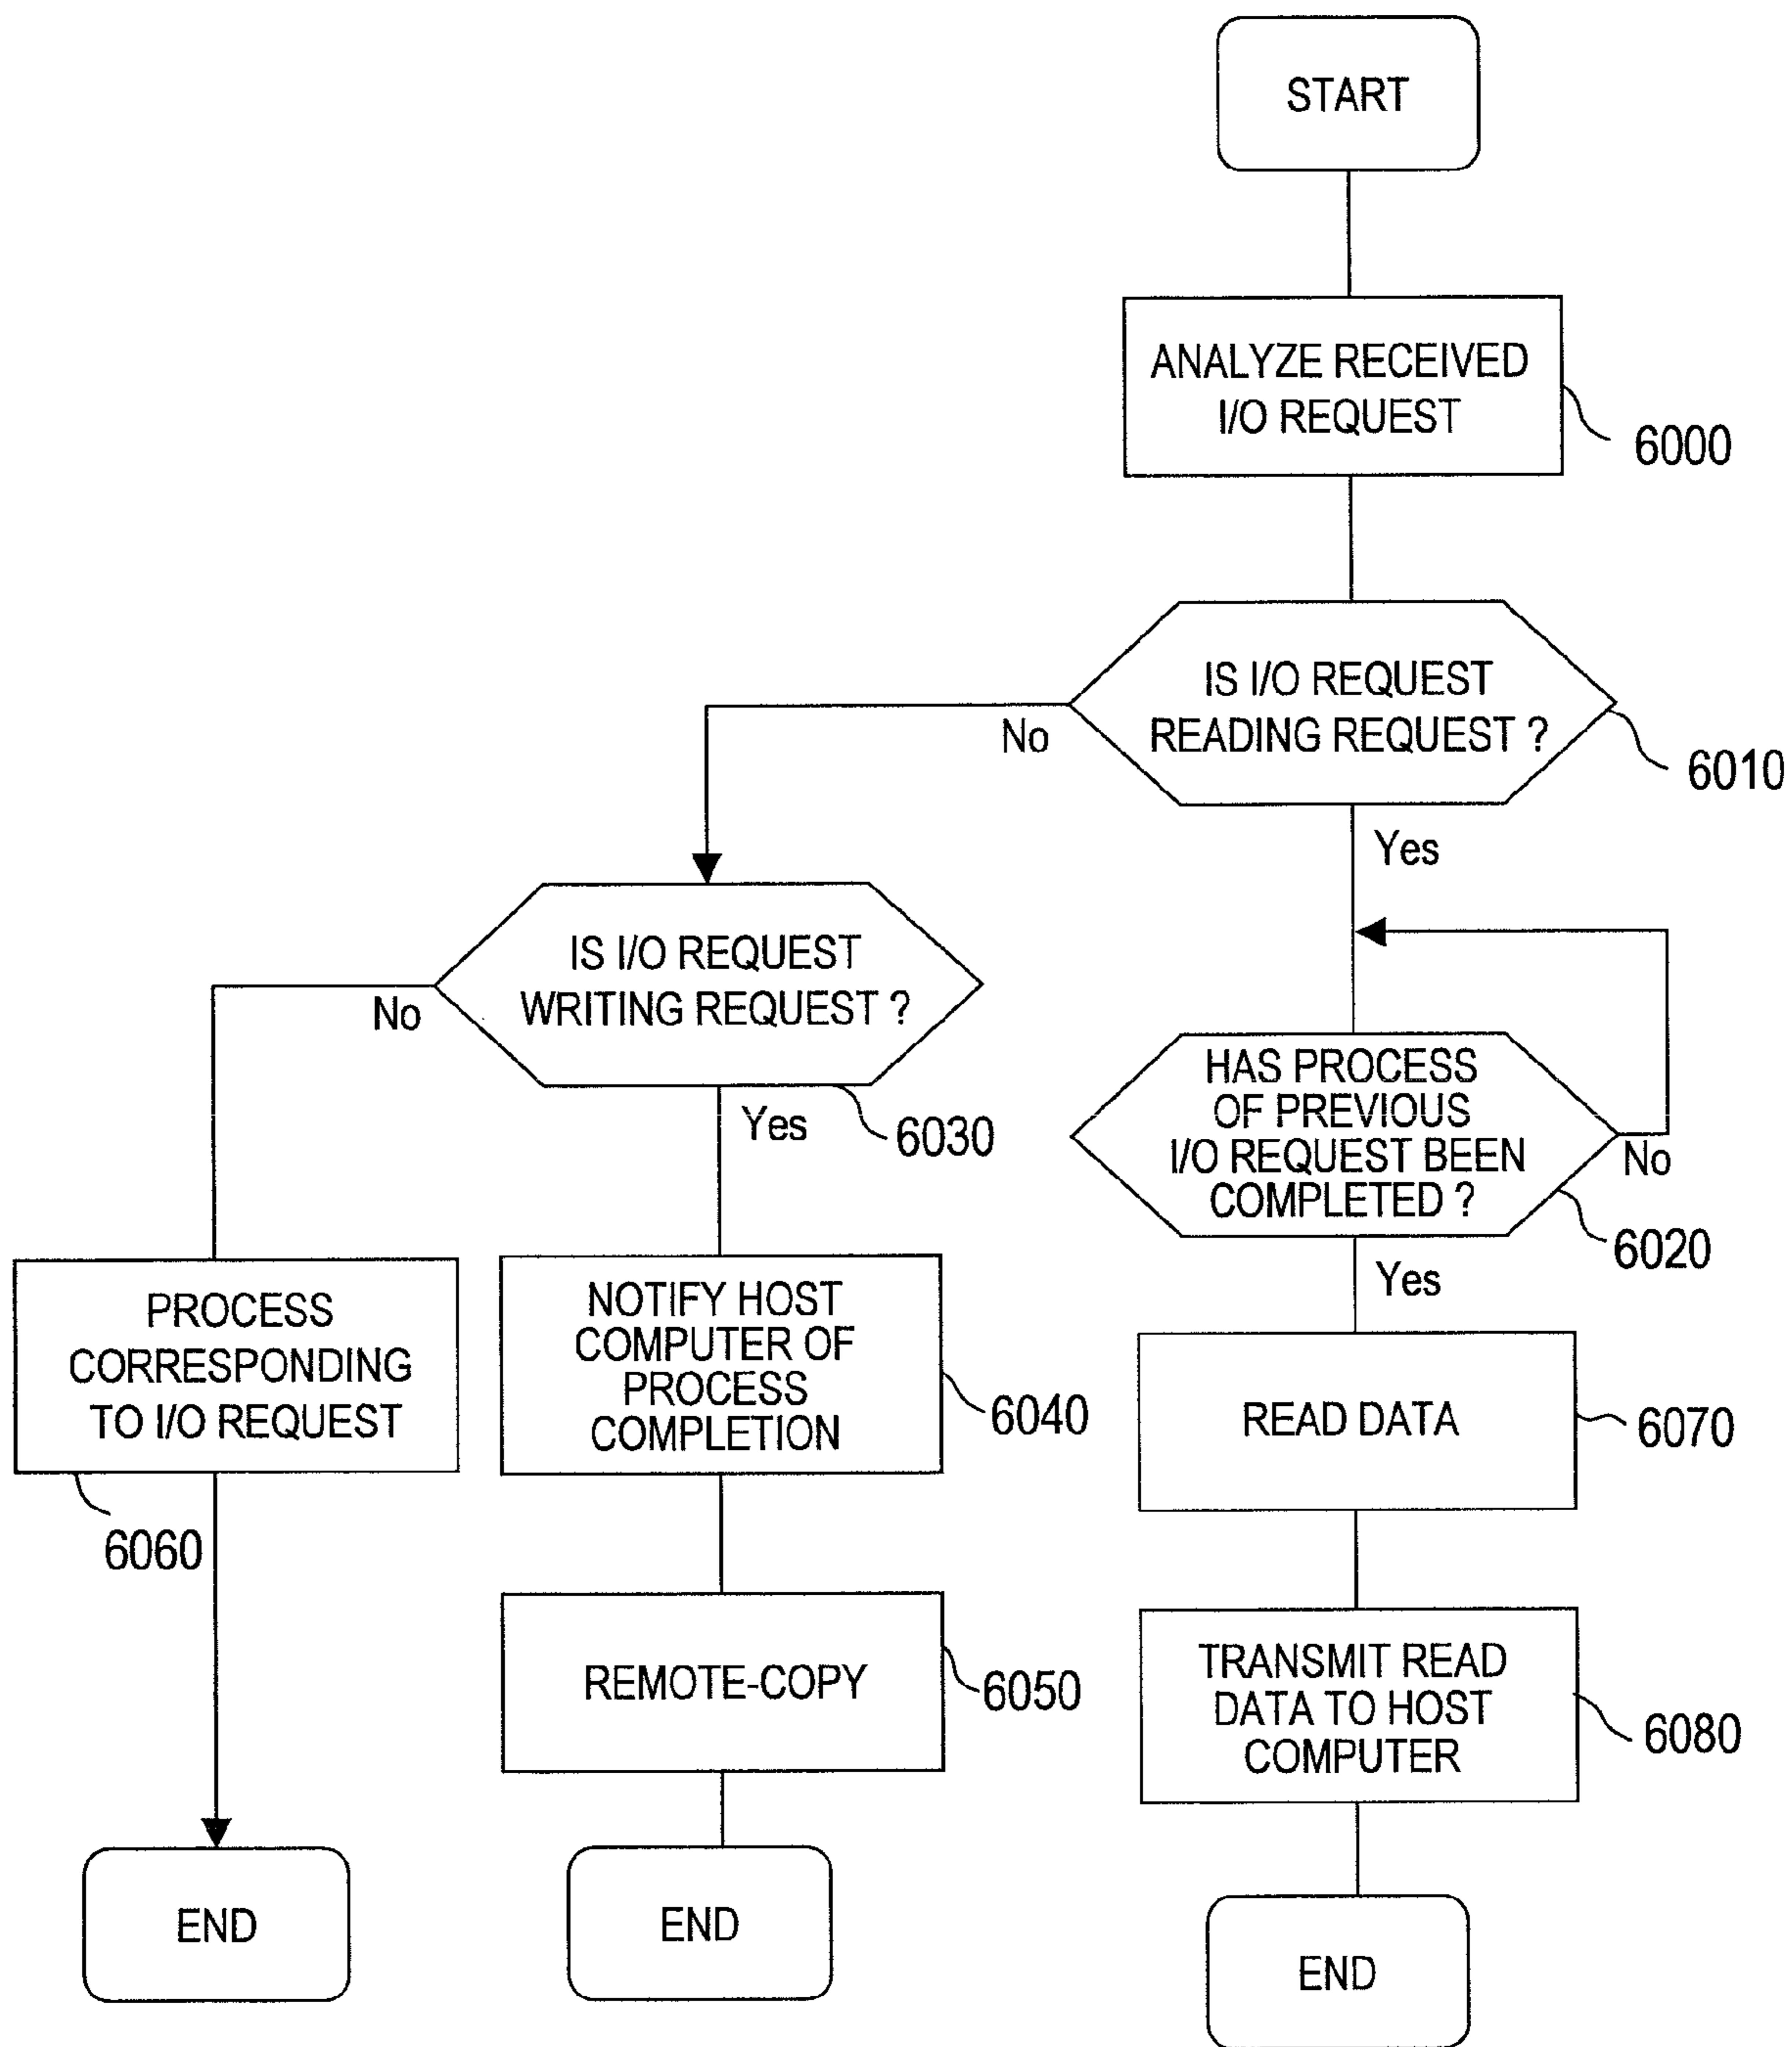 START
ANALYZE RECEIVED
I/O REQUEST
6000
IS I/O REQUEST
READING REQUEST ?
6010
No
Yes
IS I/O REQUEST
WRITING REQUEST ?
6030
No
Yes
HAS PROCESS
OF PREVIOUS
I/O REQUEST BEEN
COMPLETED ?
6020
No
Yes
PROCESS
CORRESPONDING
TO I/O REQUEST
6060
NOTIFY HOST
COMPUTER OF
PROCESS
COMPLETION
6040
READ DATA
6070
REMOTE-COPY
6050
TRANSMIT READ
DATA TO HOST
COMPUTER
6080
END
END
END